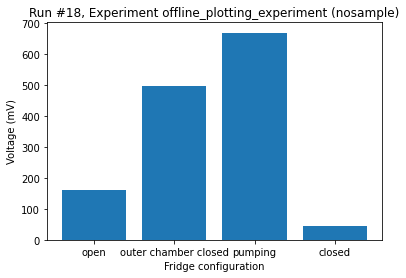 Run #18, Experiment offline_plotting_experiment (nosample)
700
600
500
400
300
200
100
0
Voltage (mV)
open outer chamber closed pumping closed
Fridge configuration